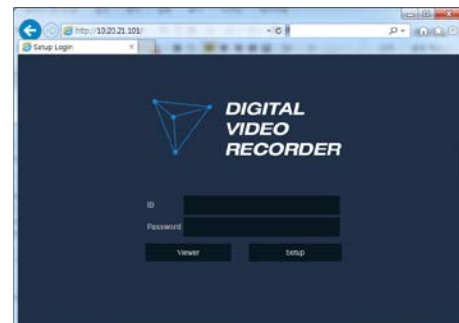 http://10.20.21.101/
Setup Login
DIGITAL
VIDEO
RECORDER
ID
Password
Viewer
Setup